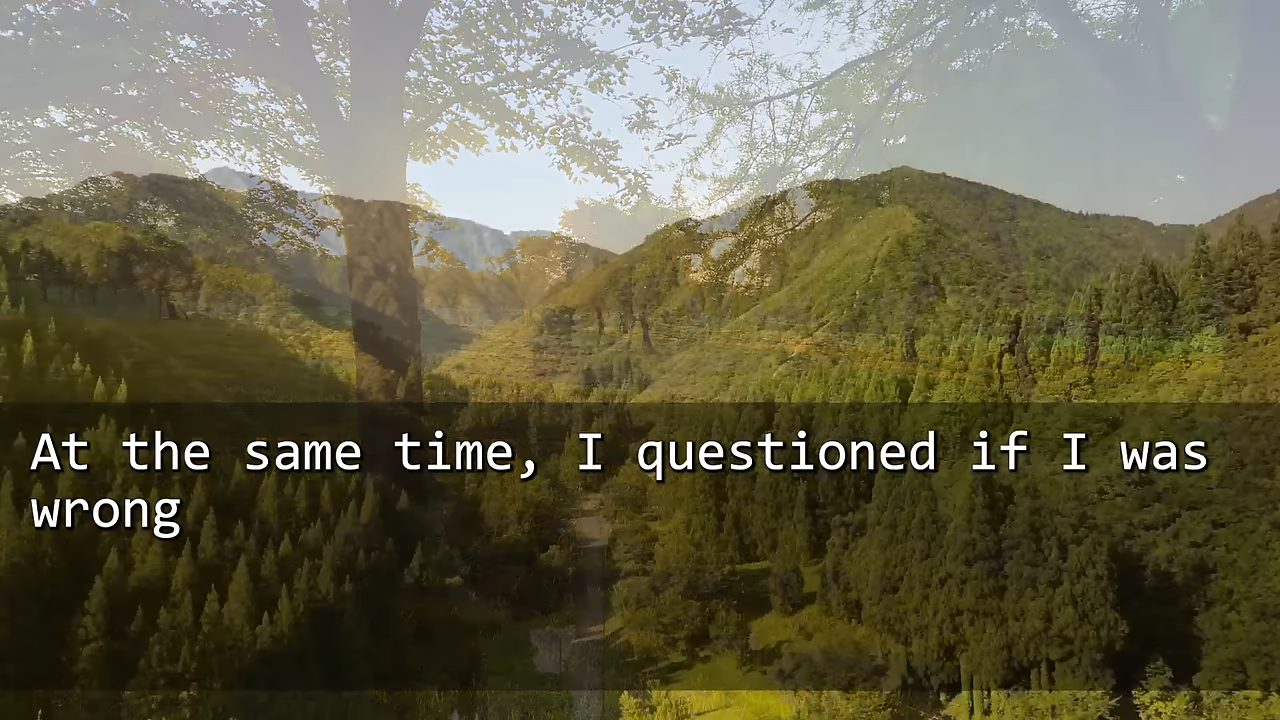 At the same time, I questioned if I was
wrong